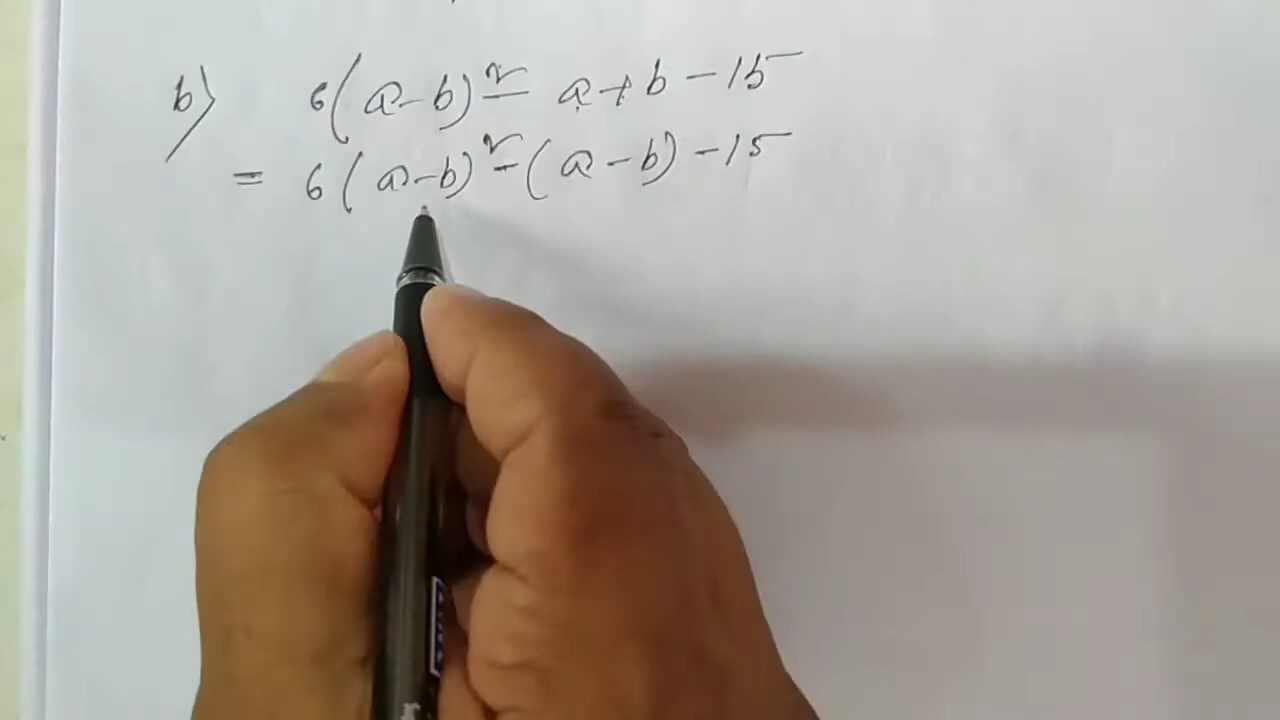 b) 6(a-b)² - a+b-15
= 6(a-b)² - (a-b) - 15